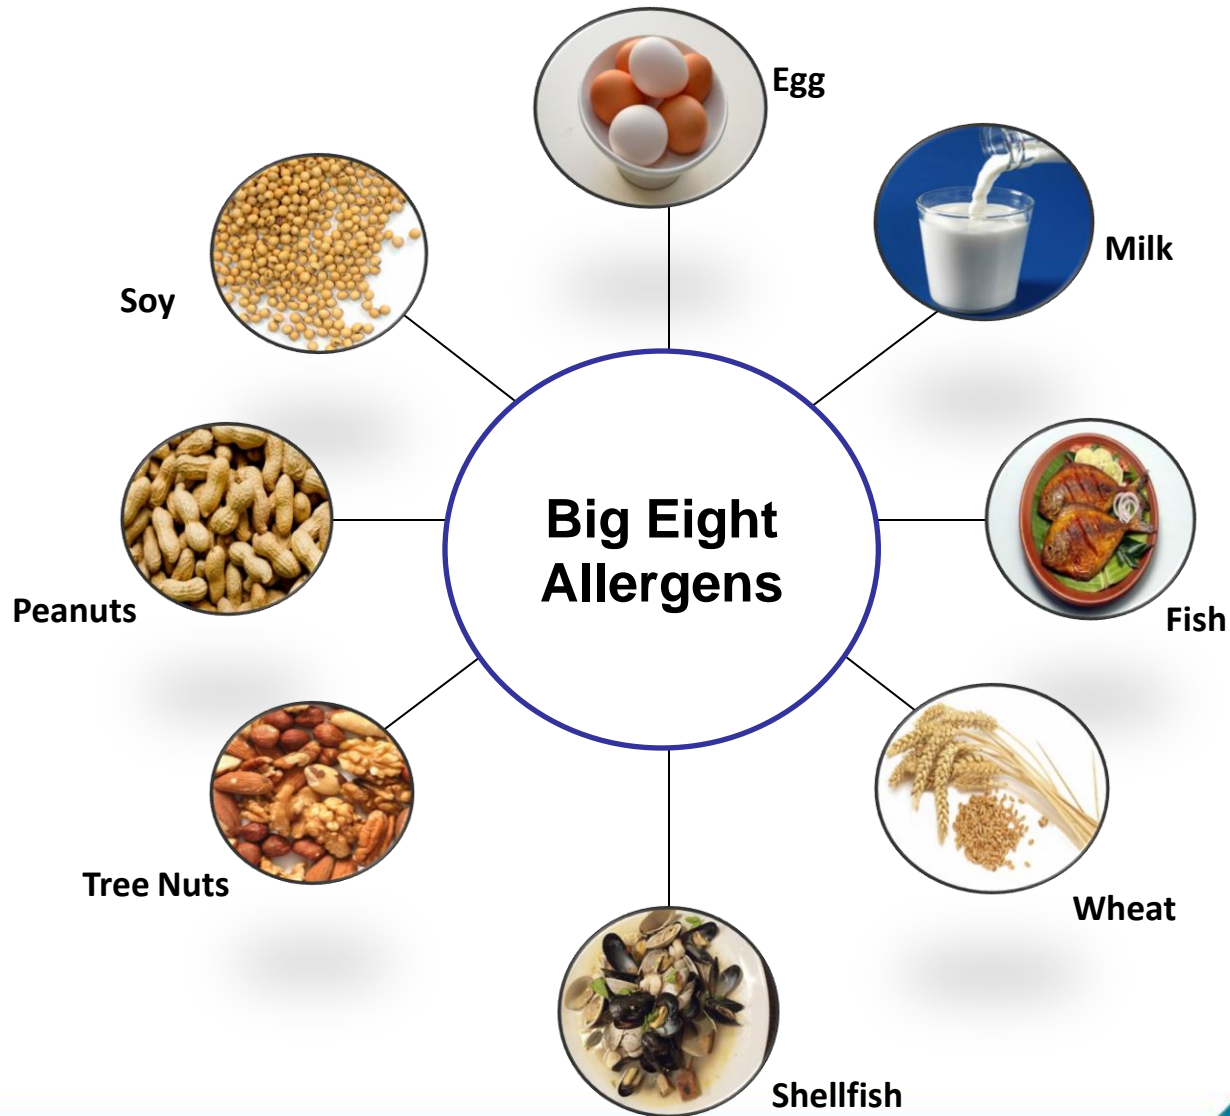 Egg
Milk
Soy
Big Eight
Allergens
Peanuts
Fish
Tree Nuts
Wheat
Shellfish